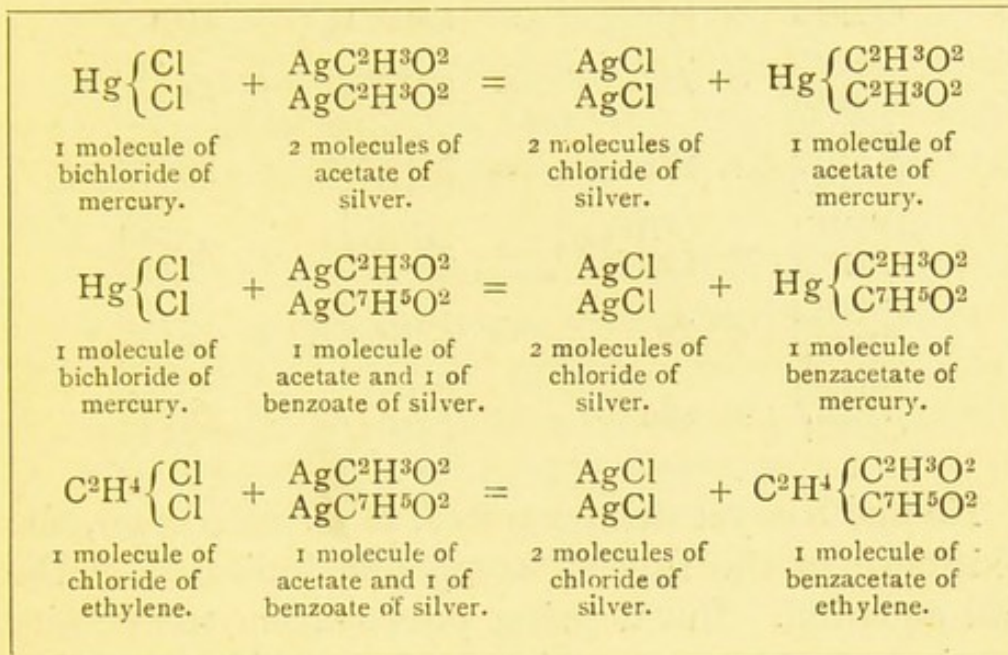 Hg { Cl + AgC²H³O² = AgCl + Hg { C²H³O²
Cl AgC²H³O² AgCl C²H³O²
1 molecule of 2 molecules of 2 molecules of 1 molecule of
bichloride of acetate of chloride of acetate of
mercury. silver. silver. mercury.
Hg { Cl + AgC²H³O² = AgCl + Hg { C²H³O²
Cl AgC⁷H⁵O² AgCl C⁷H⁵O²
1 molecule of 1 molecule of 2 molecules of 1 molecule of
bichloride of acetate and 1 of chloride of benzacetate of
mercury. benzoate of silver. silver. mercury.
C²H⁴ { Cl + AgC²H³O² = AgCl + C²H⁴ { C²H³O²
Cl AgC⁷H⁵O² AgCl C⁷H⁵O²
1 molecule of 1 molecule of 2 molecules of 1 molecule of
chloride of acetate and 1 of chloride of benzacetate of
ethylene. benzoate of silver. silver. ethylene.